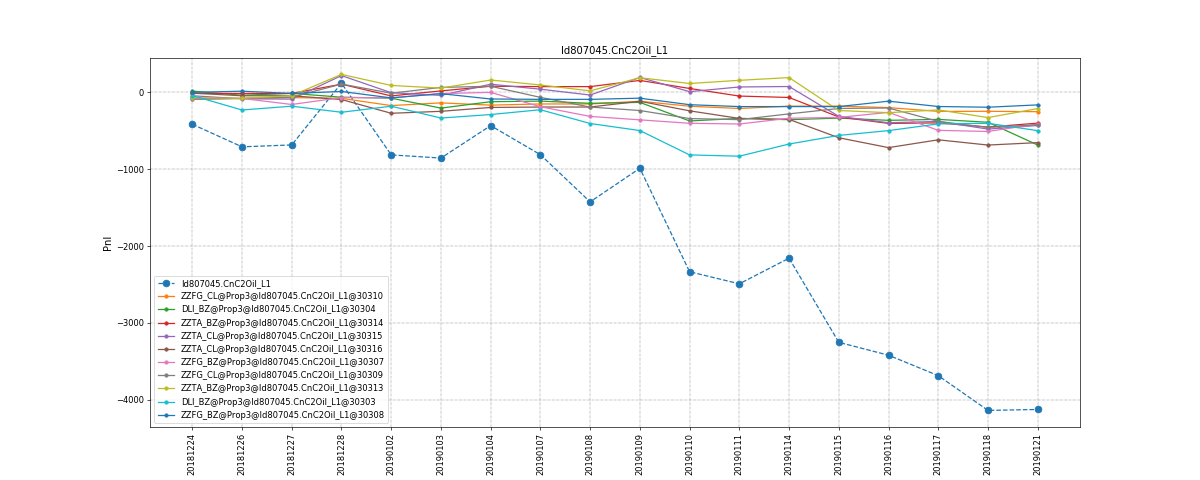 Id807045.CnC2Oil_L1
Pnl
0
−1000
−2000
−3000
−4000
Id807045.CnC2Oil_L1
ZZFG_CL@Prop3@Id807045.CnC2Oil_L1@30310
DLI_BZ@Prop3@Id807045.CnC2Oil_L1@30304
ZZTA_BZ@Prop3@Id807045.CnC2Oil_L1@30314
ZZTA_CL@Prop3@Id807045.CnC2Oil_L1@30315
ZZTA_CL@Prop3@Id807045.CnC2Oil_L1@30316
ZZFG_BZ@Prop3@Id807045.CnC2Oil_L1@30307
ZZFG_CL@Prop3@Id807045.CnC2Oil_L1@30309
ZZTA_BZ@Prop3@Id807045.CnC2Oil_L1@30313
DLI_BZ@Prop3@Id807045.CnC2Oil_L1@30303
ZZFG_BZ@Prop3@Id807045.CnC2Oil_L1@30308
20181224
20181226
20181227
20181228
20190102
20190103
20190104
20190107
20190108
20190109
20190110
20190111
20190114
20190115
20190116
20190117
20190118
20190121